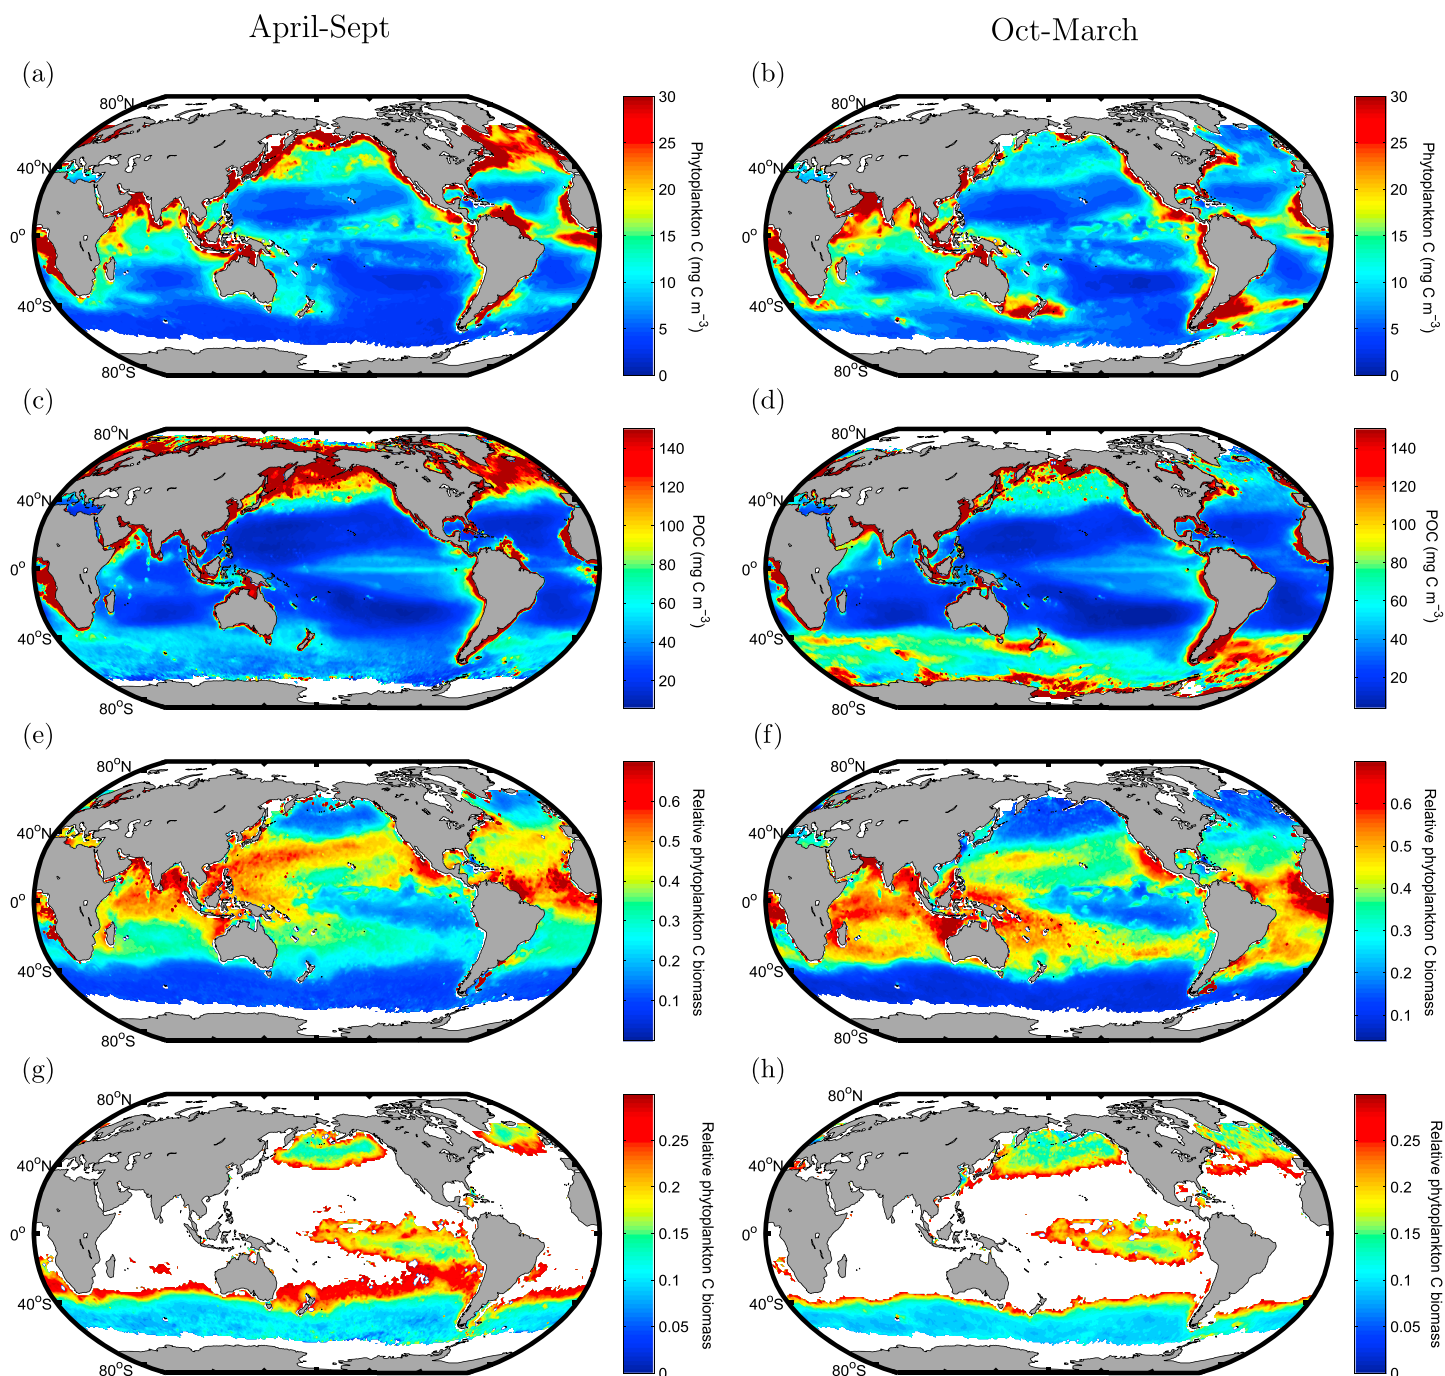 April-Sept
Oct-March
(a)
80°N
40°N
0°
40°S
80°S
30
25
20
15
10
5
0
Phytoplankton C (mg C m⁻³)
(b)
80°N
40°N
0°
40°S
80°S
30
25
20
15
10
5
0
Phytoplankton C (mg C m⁻³)
(c)
80°N
40°N
0°
40°S
80°S
140
120
100
80
60
40
20
POC (mg C m⁻³)
(d)
80°N
40°N
0°
40°S
80°S
140
120
100
80
60
40
20
POC (mg C m⁻³)
(e)
80°N
40°N
0°
40°S
80°S
0.6
0.5
0.4
0.3
0.2
0.1
Relative phytoplankton C biomass
(f)
80°N
40°N
0°
40°S
80°S
0.6
0.5
0.4
0.3
0.2
0.1
Relative phytoplankton C biomass
(g)
80°N
40°N
0°
40°S
80°S
0.25
0.2
0.15
0.1
0.05
0
Relative phytoplankton C biomass
(h)
80°N
40°N
0°
40°S
80°S
0.25
0.2
0.15
0.1
0.05
0
Relative phytoplankton C biomass